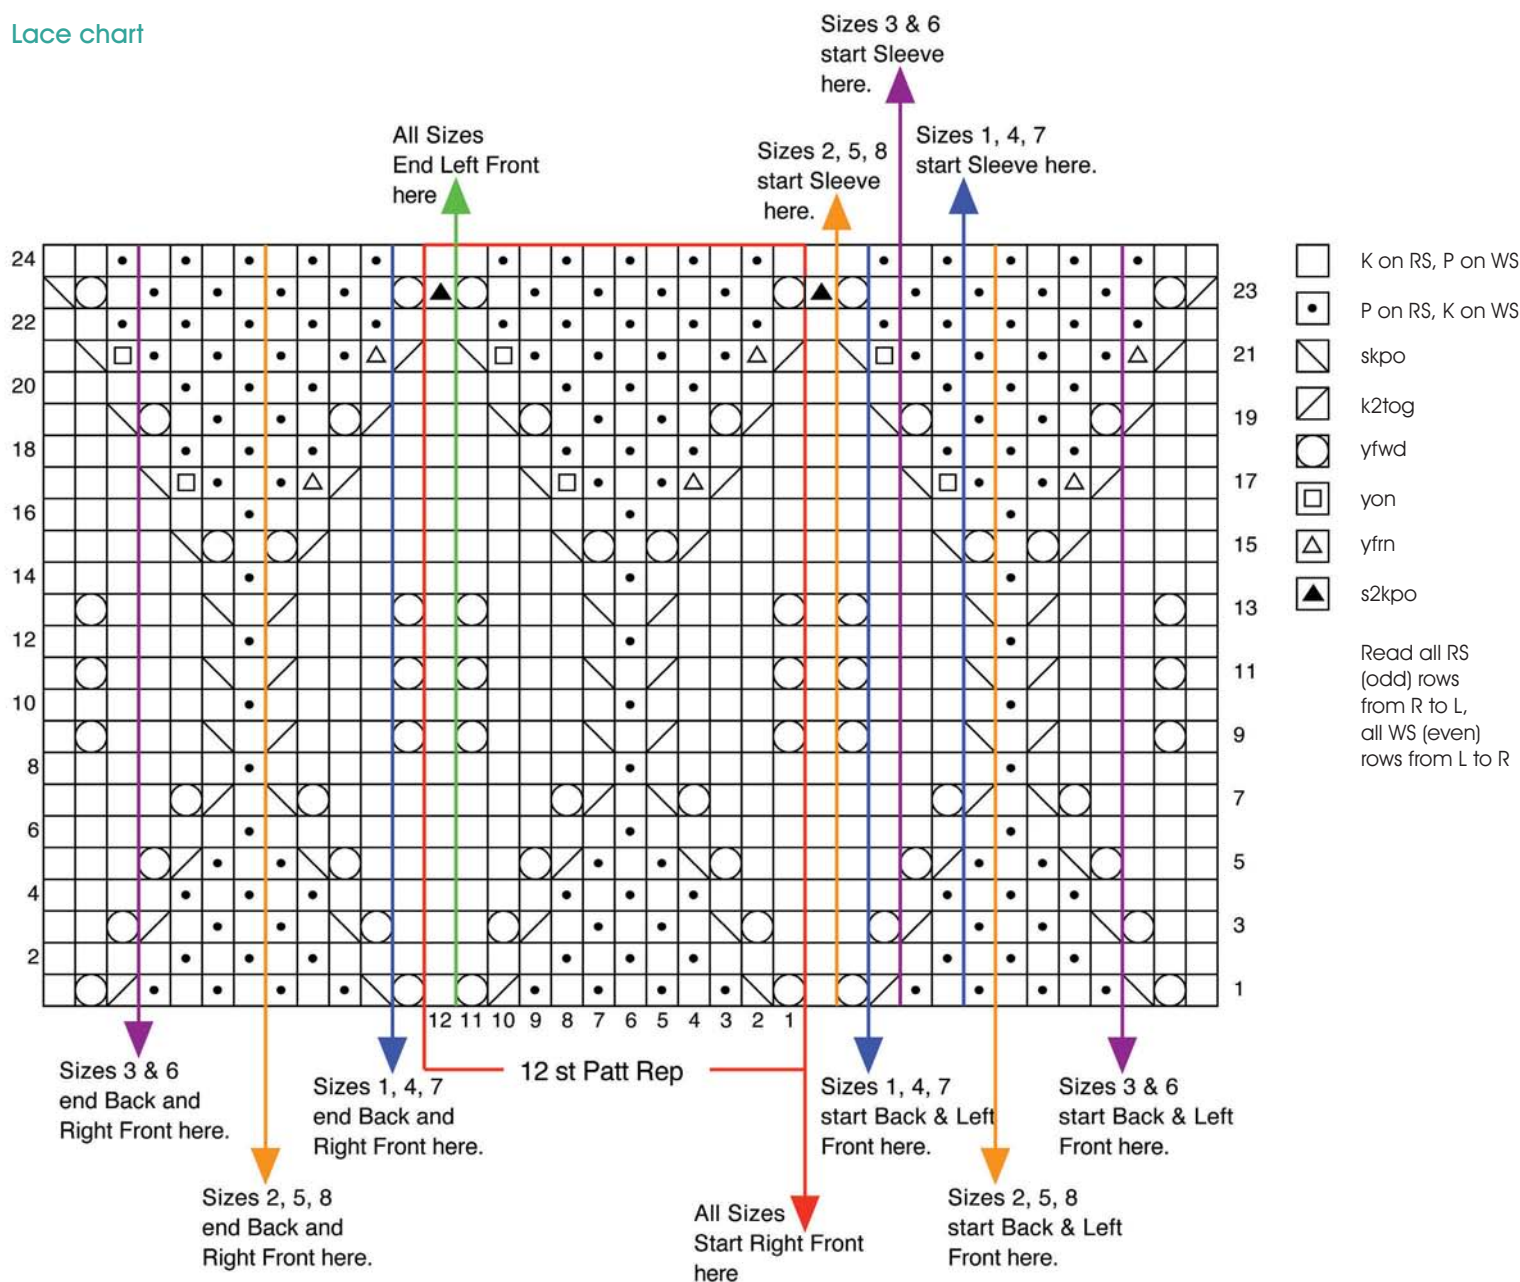 Lace chart
Sizes 3 & 6
start Sleeve
here.
All Sizes
End Left Front
here
Sizes 2, 5, 8
start Sleeve
here.
Sizes 1, 4, 7
start Sleeve here.
24
23
22
21
20
19
18
17
16
15
14
13
12
11
10
9
8
7
6
5
4
3
2
1
12 11 10 9 8 7 6 5 4 3 2 1
12 st Patt Rep
Sizes 3 & 6
end Back and
Right Front here.
Sizes 1, 4, 7
end Back and
Right Front here.
Sizes 1, 4, 7
start Back & Left
Front here.
Sizes 3 & 6
start Back & Left
Front here.
Sizes 2, 5, 8
end Back and
Right Front here.
All Sizes
Start Right Front
here
Sizes 2, 5, 8
start Back & Left
Front here.
K on RS, P on WS
P on RS, K on WS
skpo
k2tog
yfwd
yon
yfrn
s2kpo
Read all RS
(odd) rows
from R to L,
all WS (even)
rows from L to R